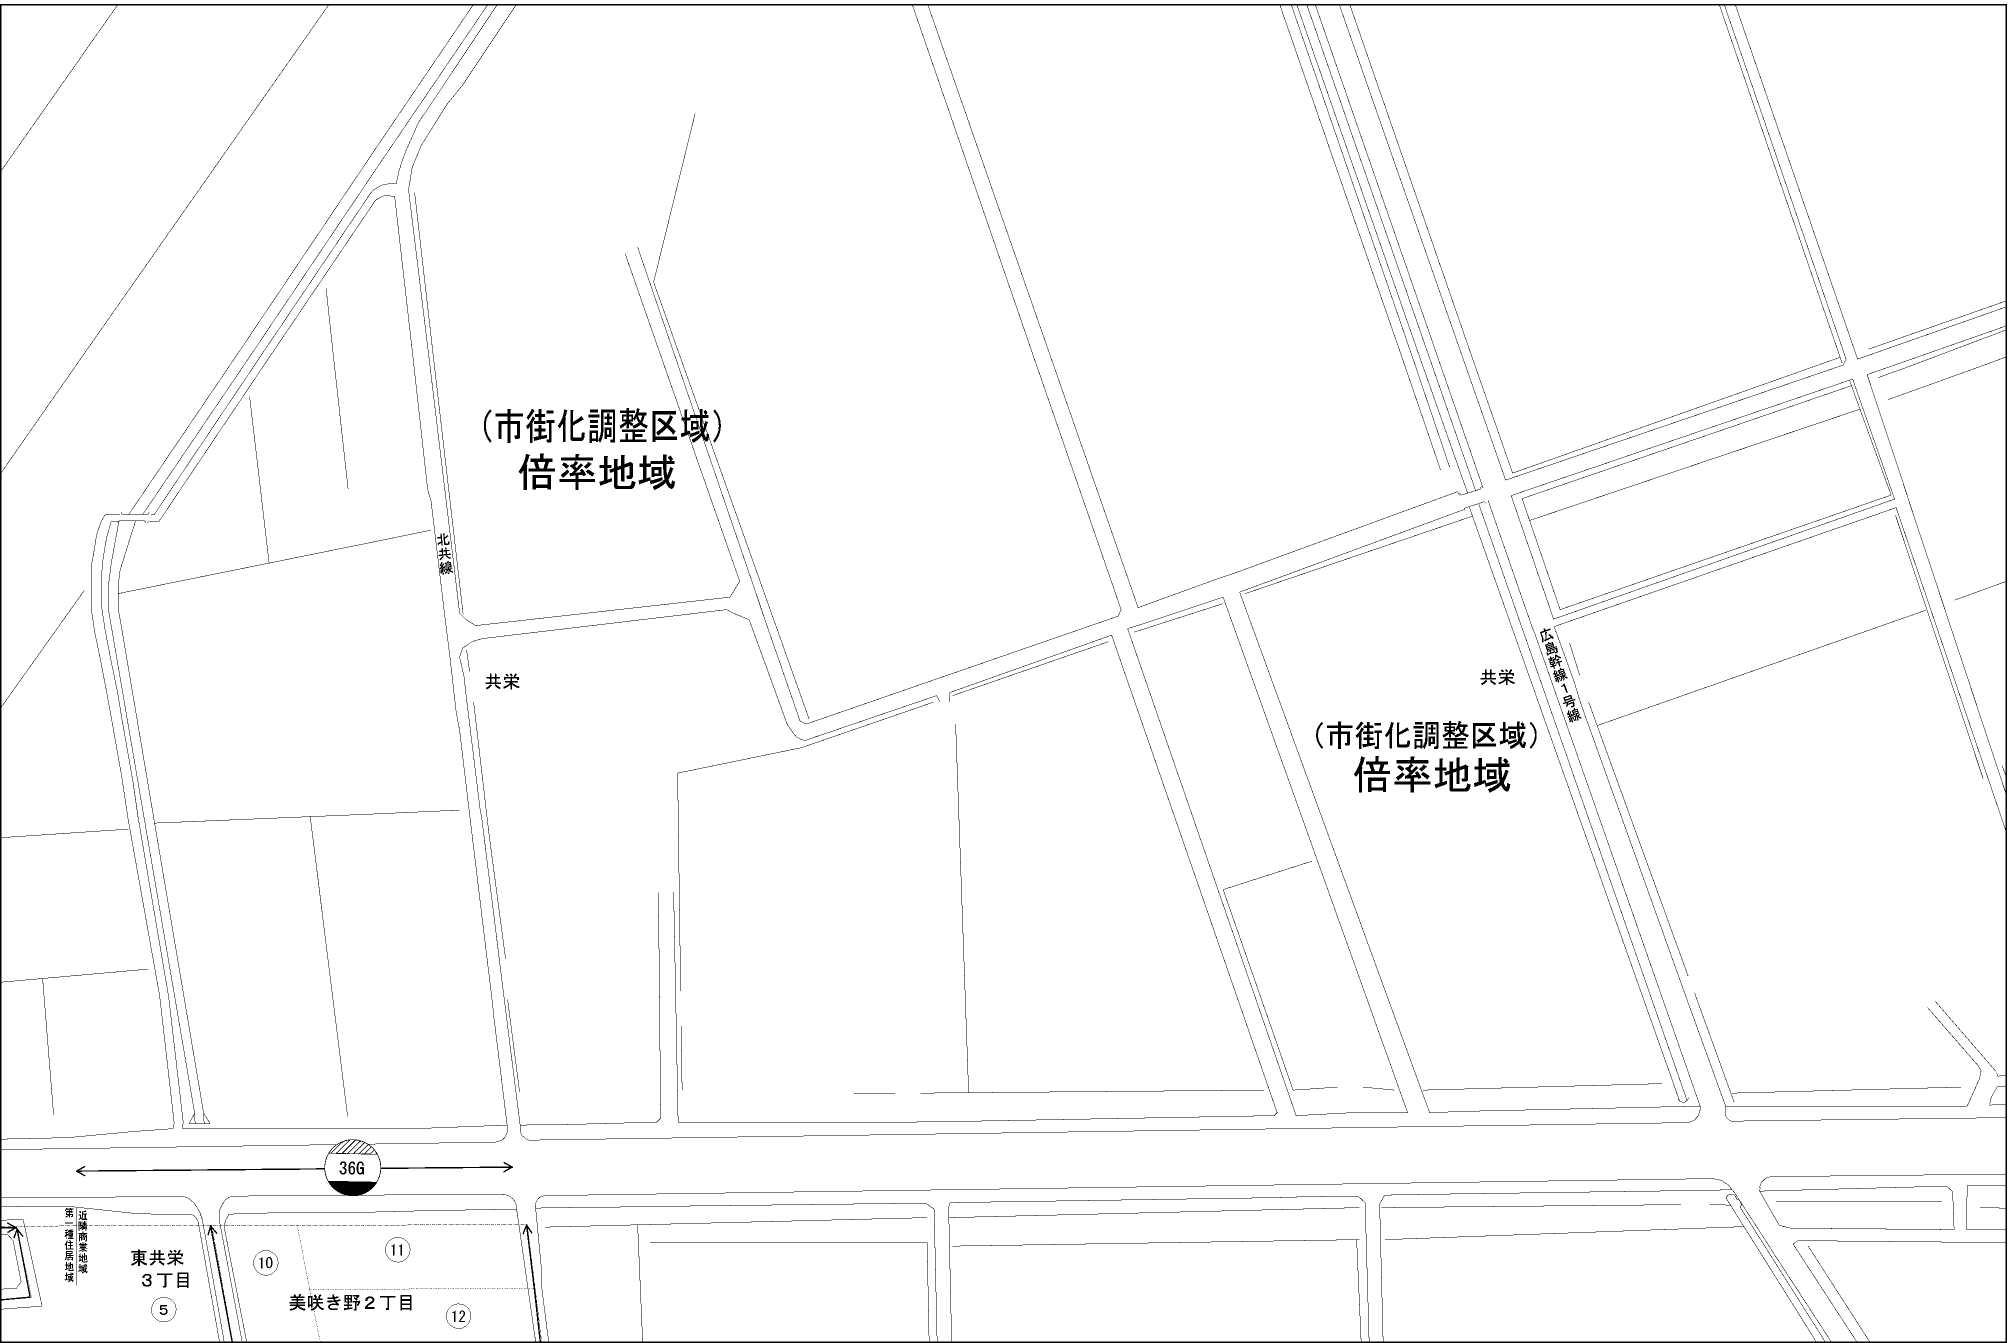 （市街化調整区域）
倍率地域
北共線
共栄
広島幹線1号線
共栄
（市街化調整区域）
倍率地域
36G
近隣商業地域
第一種住居地域
東共栄
3丁目
5
10
11
美咲き野2丁目
12